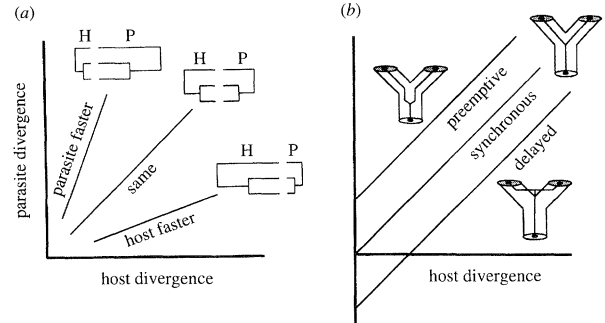 (a)
H P
H P
H P
parasite divergence
parasite faster
same
host faster
host divergence
(b)
preemptive
synchronous
delayed
host divergence